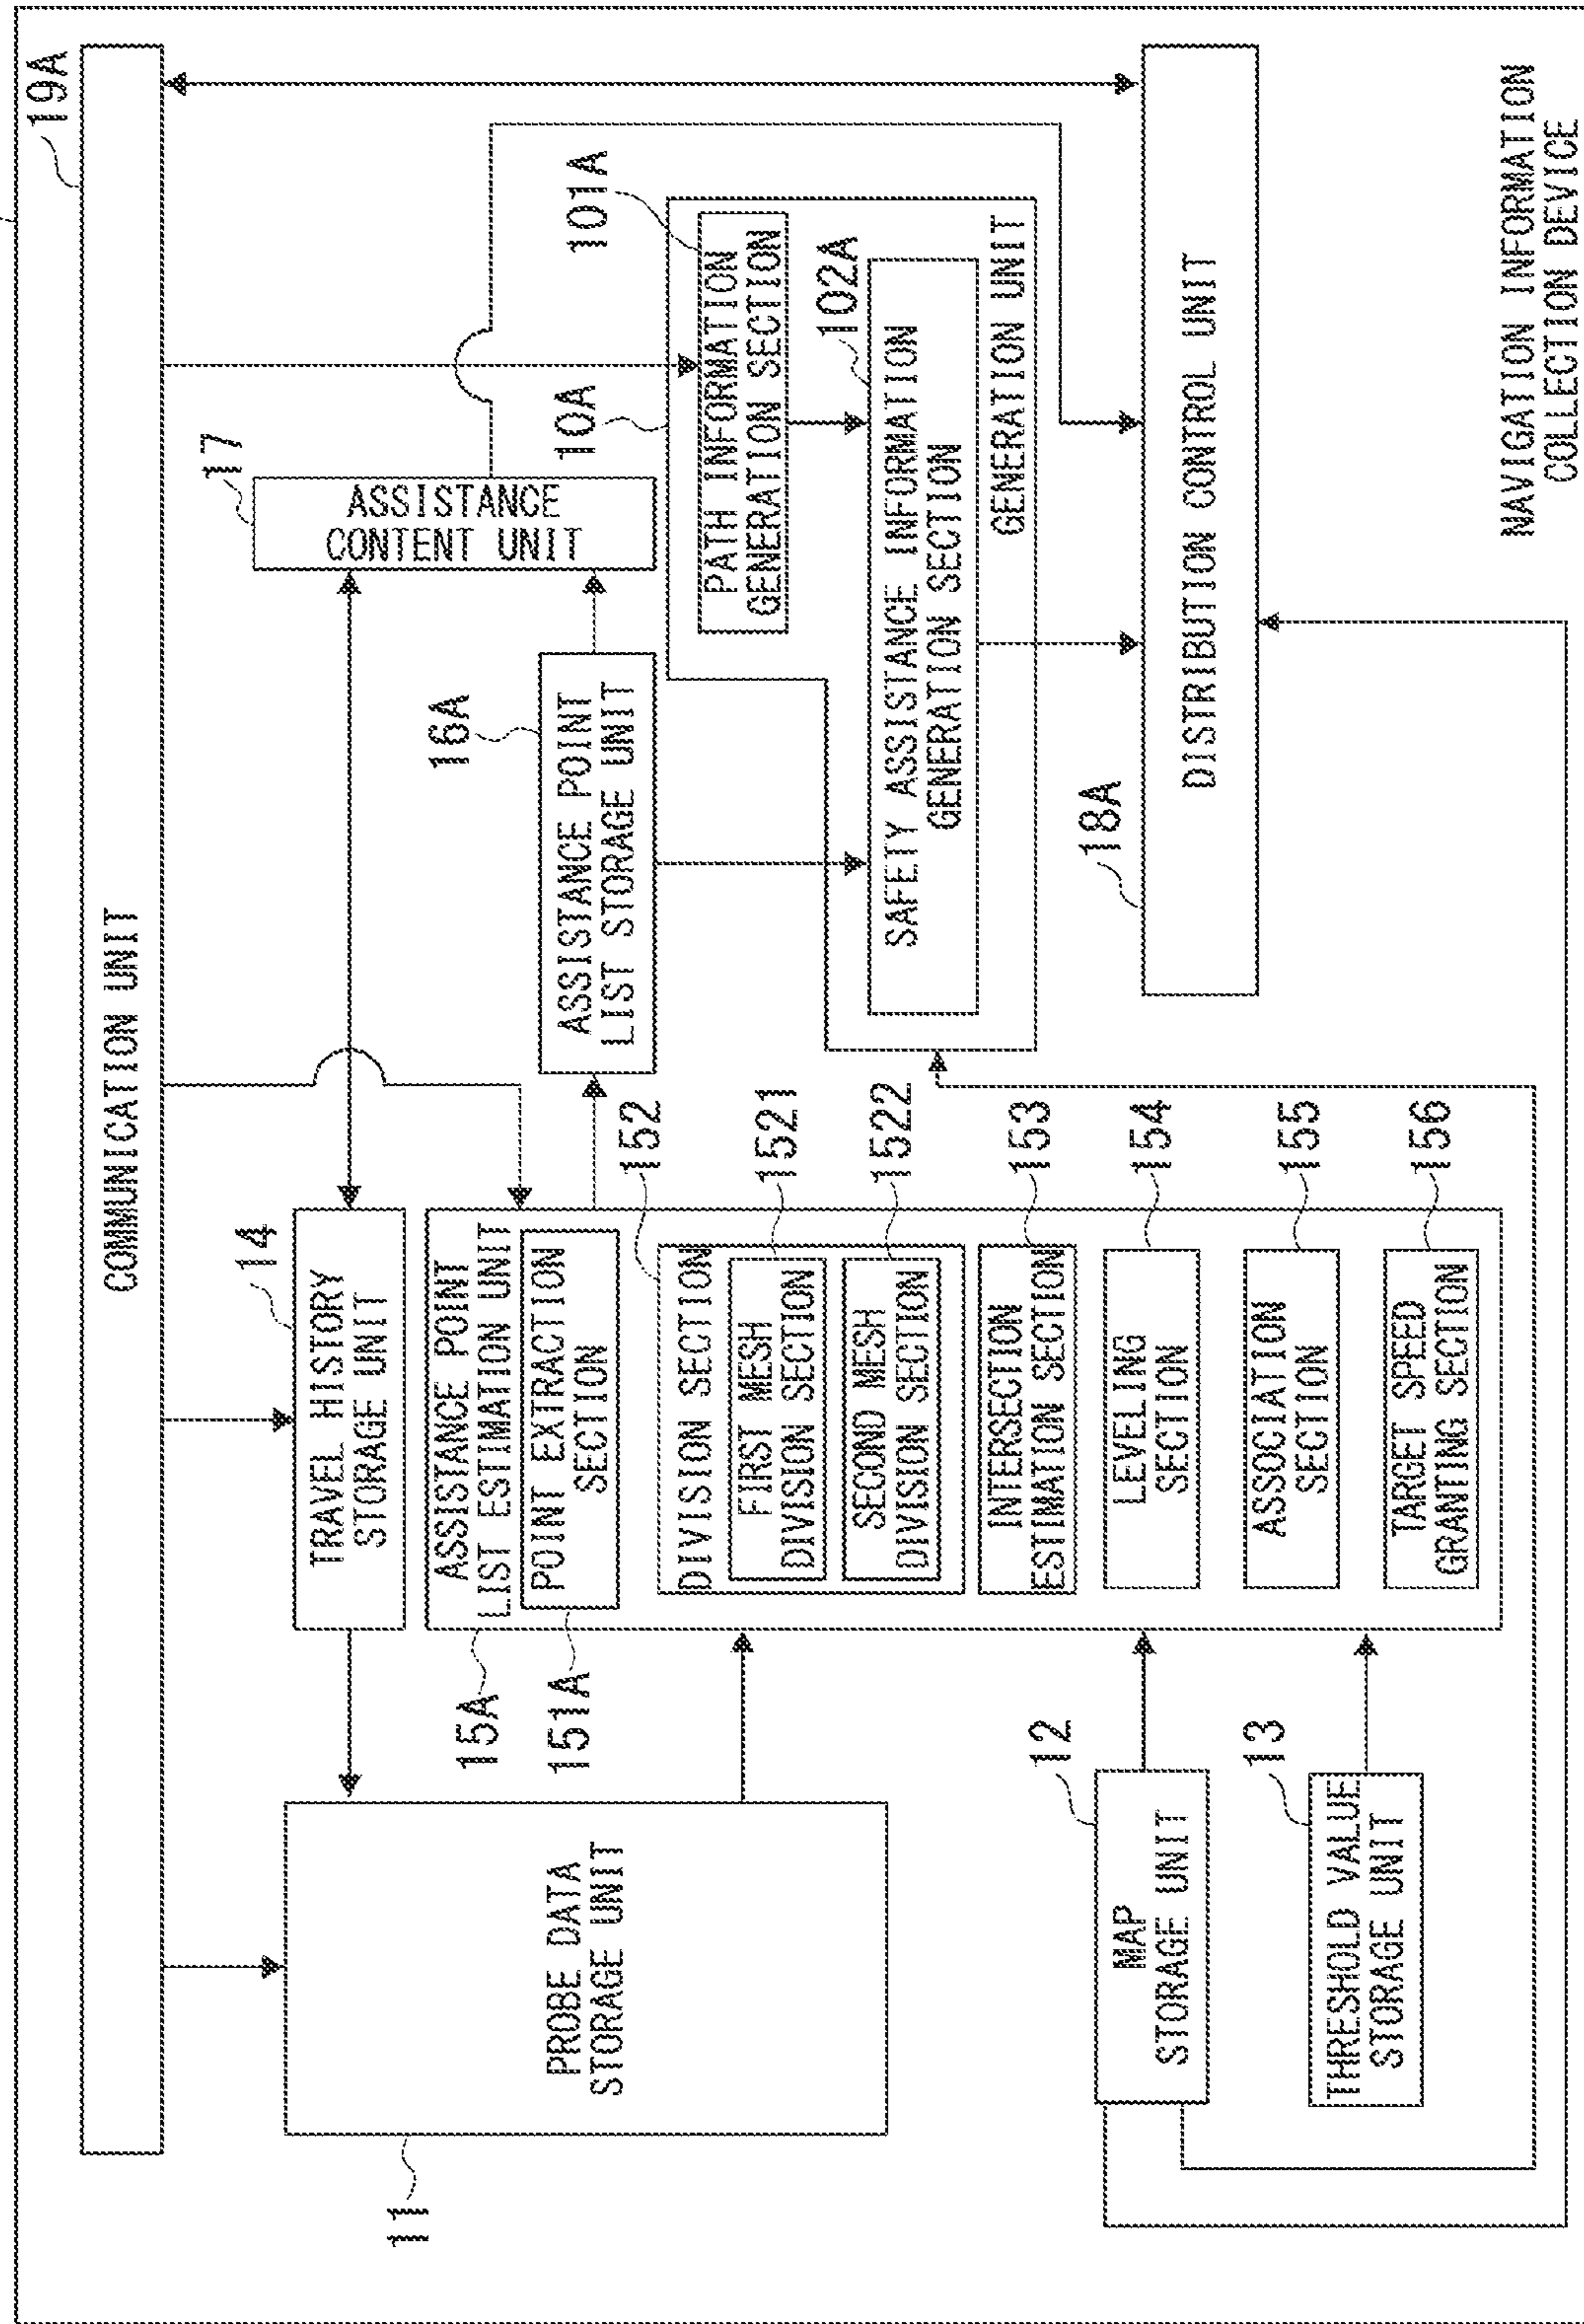 19A
COMMUNICATION UNIT
11
PROBE DATA
STORAGE UNIT
14
TRAVEL HISTORY
STORAGE UNIT
17
ASSISTANCE
CONTENT UNIT
15A
ASSISTANCE POINT
LIST ESTIMATION UNIT
151A
POINT EXTRACTION
SECTION
152
DIVISION SECTION
1521
FIRST MESH
DIVISION SECTION
1522
SECOND MESH
DIVISION SECTION
153
INTERSECTION
ESTIMATION SECTION
154
LEVELING
SECTION
155
ASSOCIATION
SECTION
156
TARGET SPEED
GRANTING SECTION
16A
ASSISTANCE POINT
LIST STORAGE UNIT
10A
101A
PATH INFORMATION
GENERATION SECTION
102A
SAFETY ASSISTANCE INFORMATION
GENERATION SECTION
GENERATION UNIT
12
MAP
STORAGE UNIT
13
THRESHOLD VALUE
STORAGE UNIT
18A
DISTRIBUTION CONTROL UNIT
NAVIGATION INFORMATION
COLLECTION DEVICE